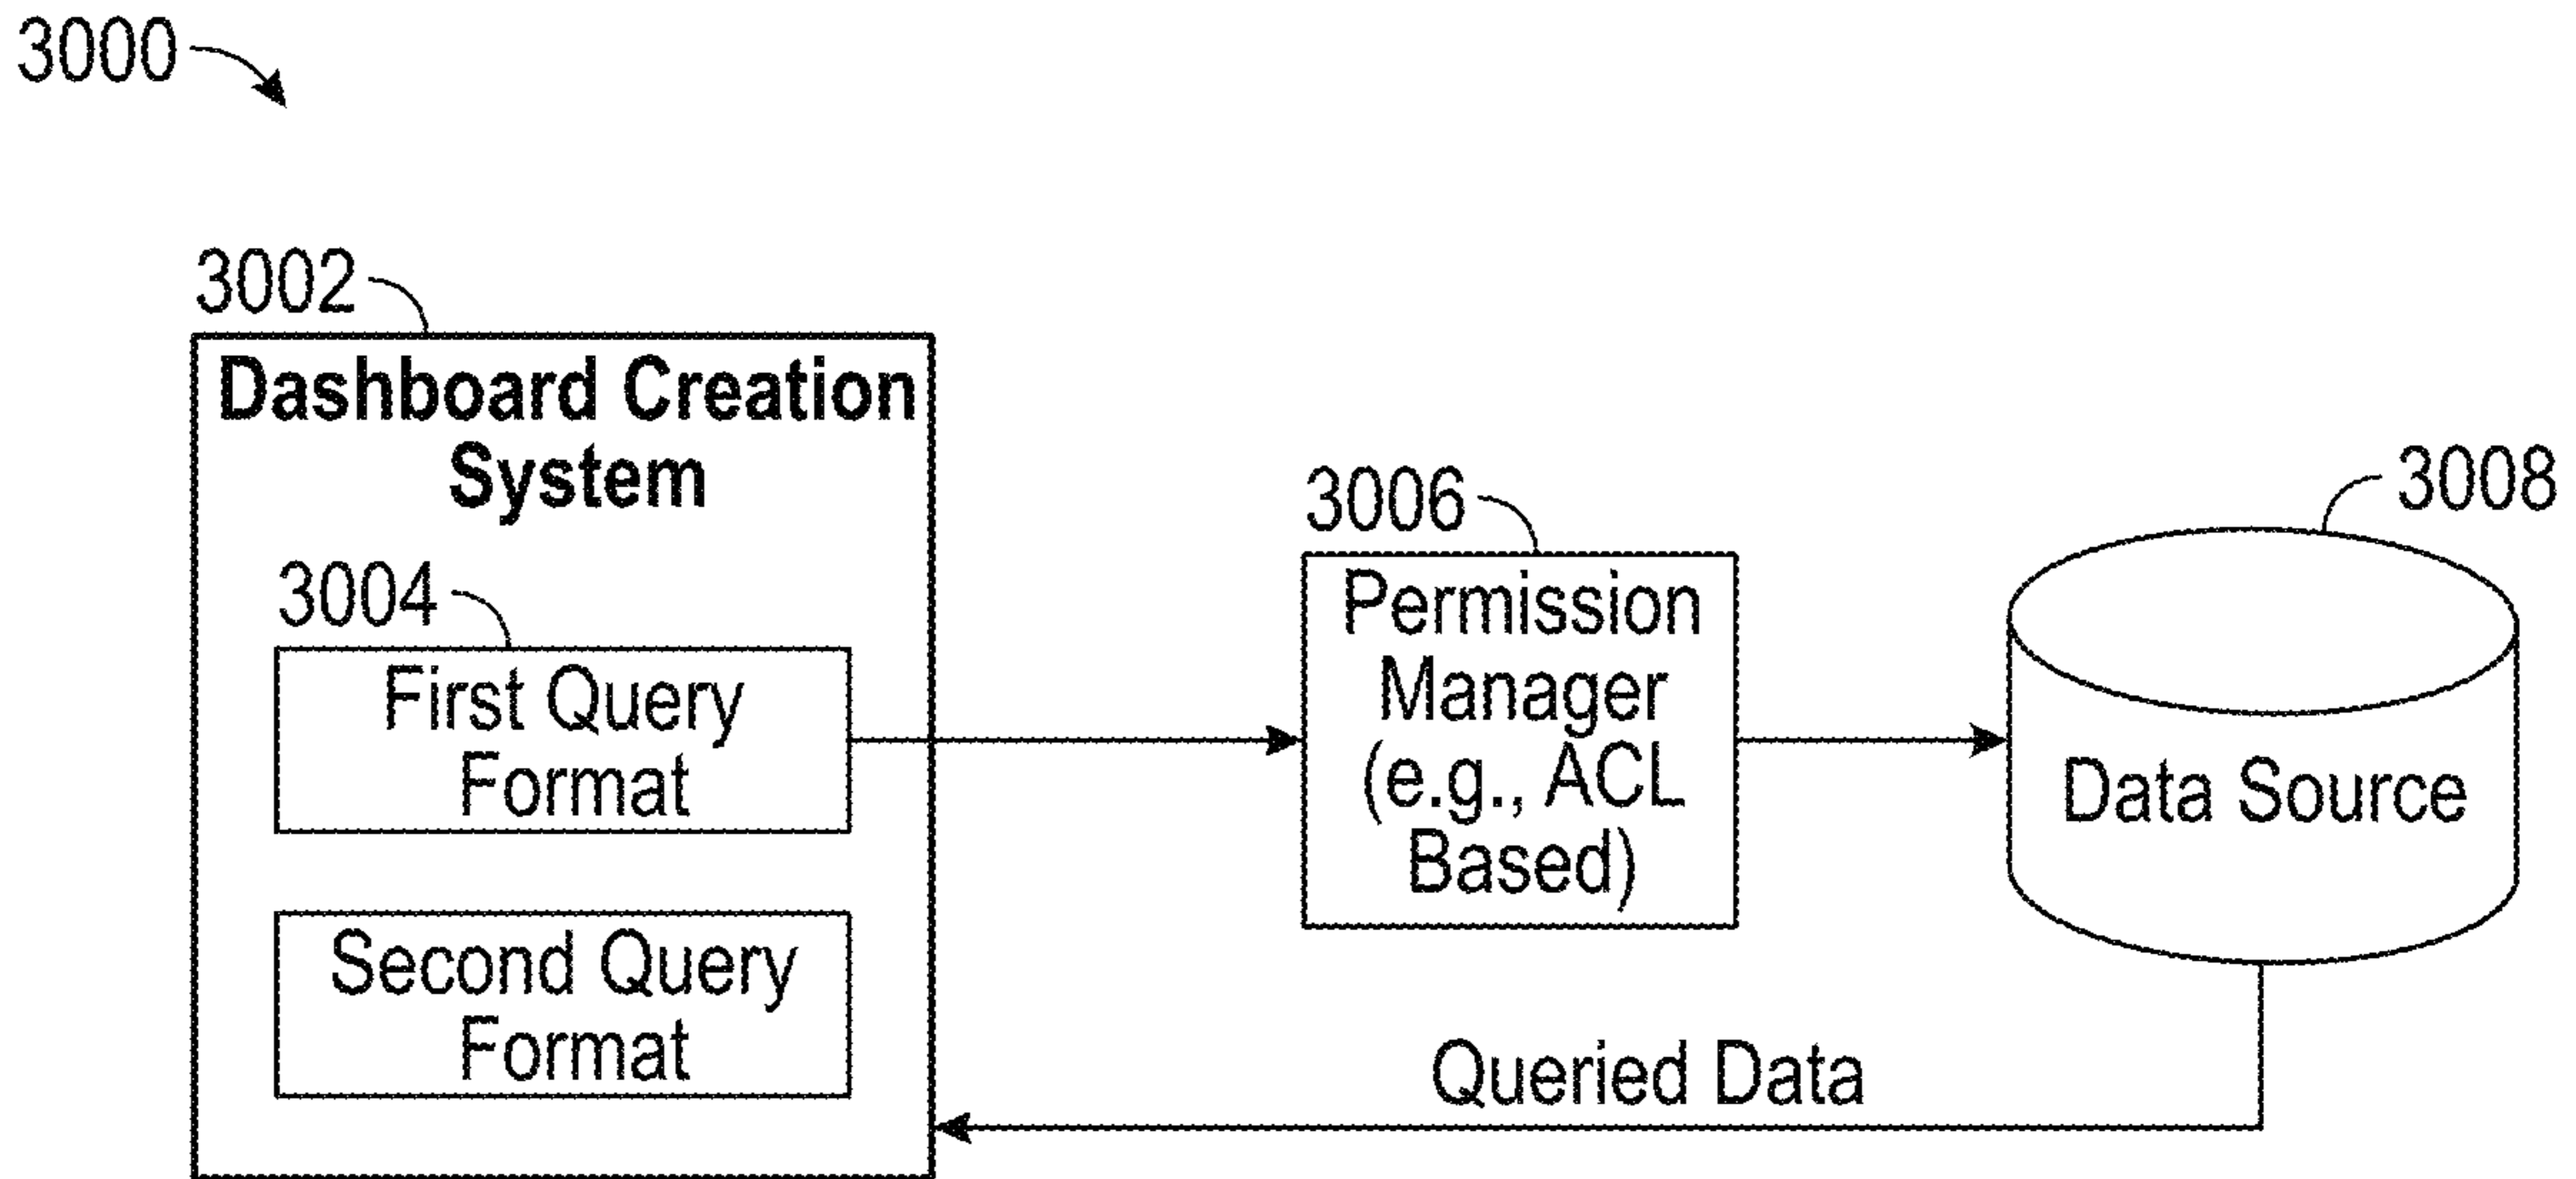 3000
3002
Dashboard Creation
System
3004
First Query
Format
Second Query
Format
3006
Permission
Manager
(e.g., ACL
Based)
3008
Data Source
Queried Data